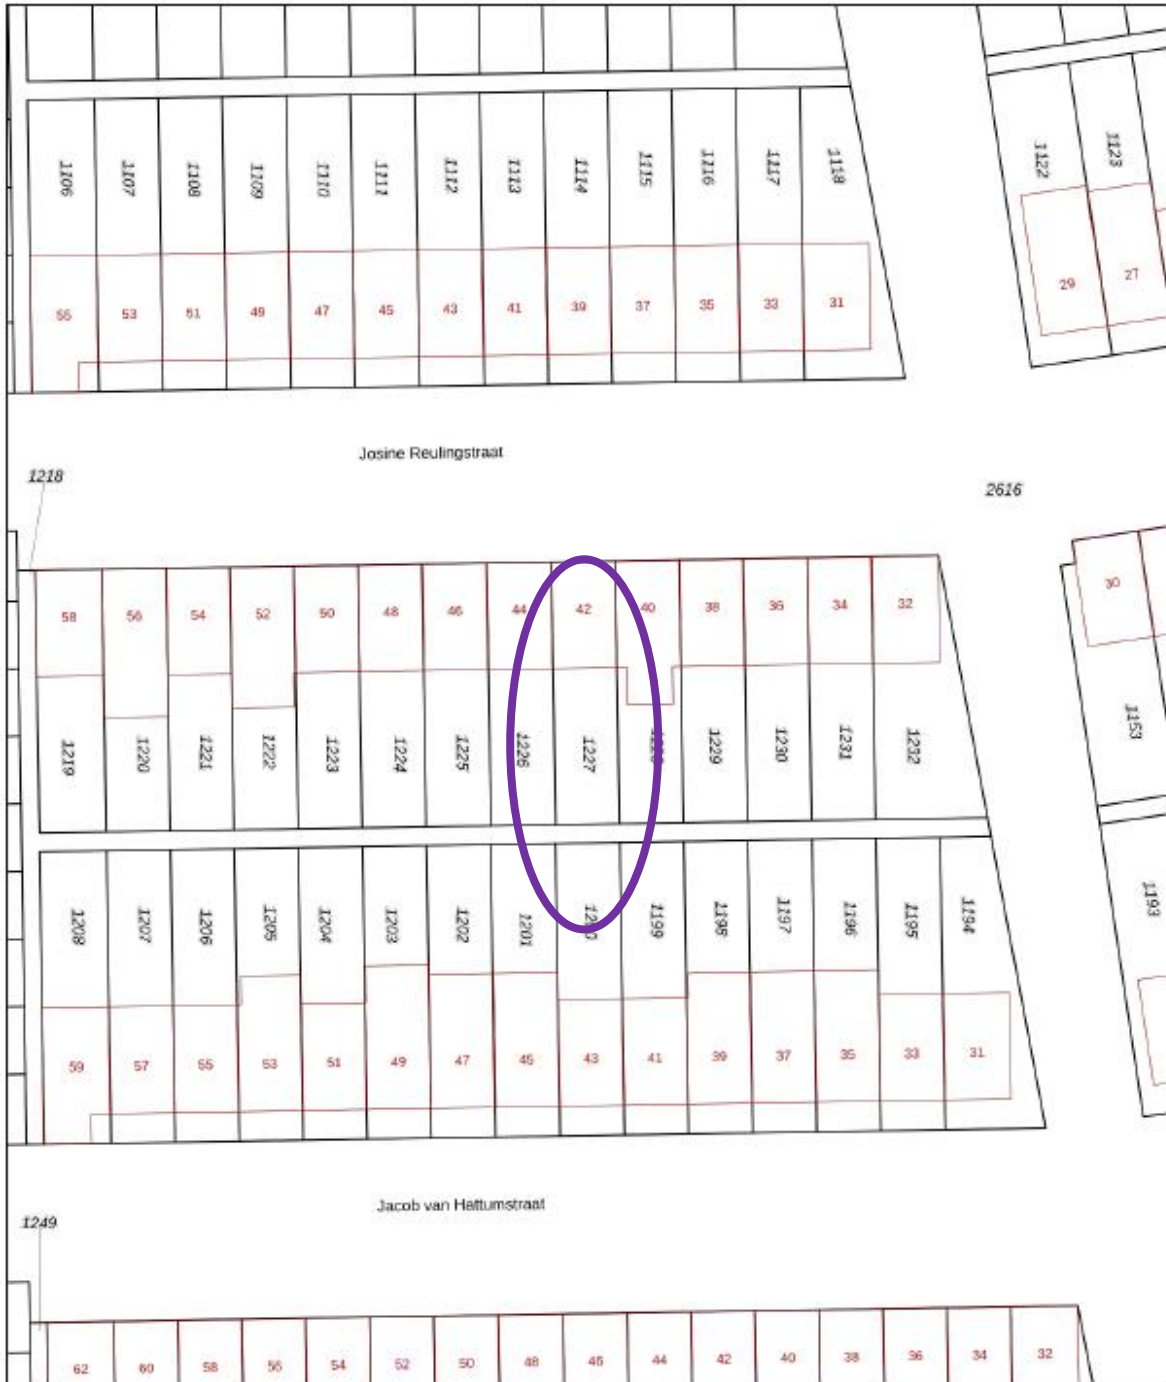 1106 1107 1108 1109 1110 1111 1112 1113 1114 1115 1116 1117 1118 1122 1123
55 53 51 49 47 45 43 41 39 37 35 33 31 29 27
Josine Reulingstraat
1218
2616
58 56 54 52 50 48 46 44 42 40 38 36 34 32 30
1219 1220 1221 1222 1223 1224 1225 1226 1227 1229 1230 1231 1232 1153
1208 1207 1206 1205 1204 1203 1202 1201 1200 1199 1198 1197 1196 1195 1194 1193
59 57 55 53 51 49 47 45 43 41 39 37 35 33 31
Jacob van Hattumstraat
1249
62 60 58 56 54 52 50 48 46 44 42 40 38 36 34 32